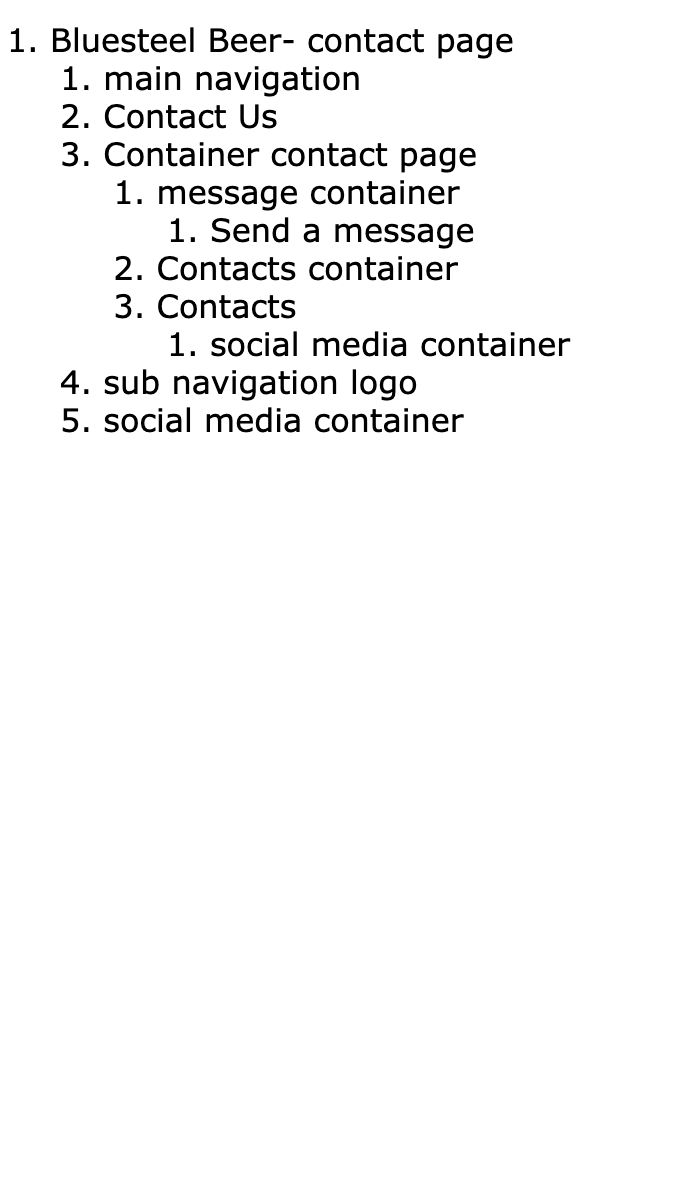 1. Bluesteel Beer- contact page
1. main navigation
2. Contact Us
3. Container contact page
1. message container
1. Send a message
2. Contacts container
3. Contacts
1. social media container
4. sub navigation logo
5. social media container